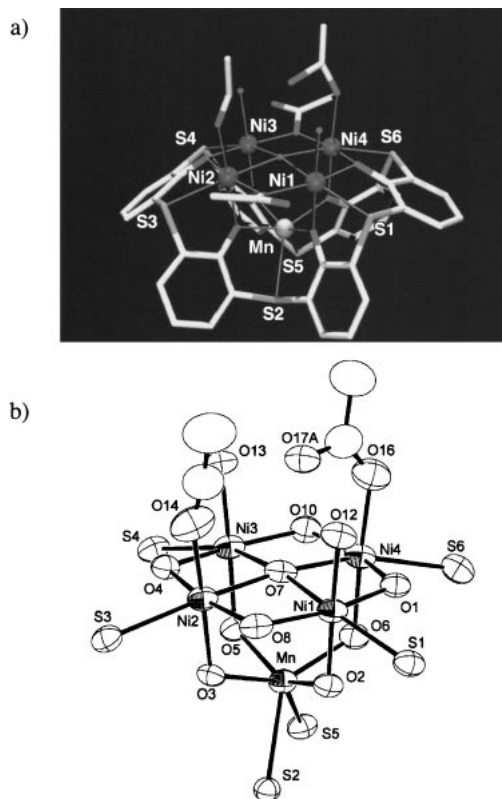 a)
Ni3
S4
Ni4
S6
Ni2
Ni1
S3
S1
Mn
S5
S2
b)
O13
O17A
O16
O14
O10
O12
S4
Ni3
Ni4
S6
O4
O7
O1
Ni2
Ni1
S3
O8
O5
O6
S1
Mn
O3
O2
S5
S2